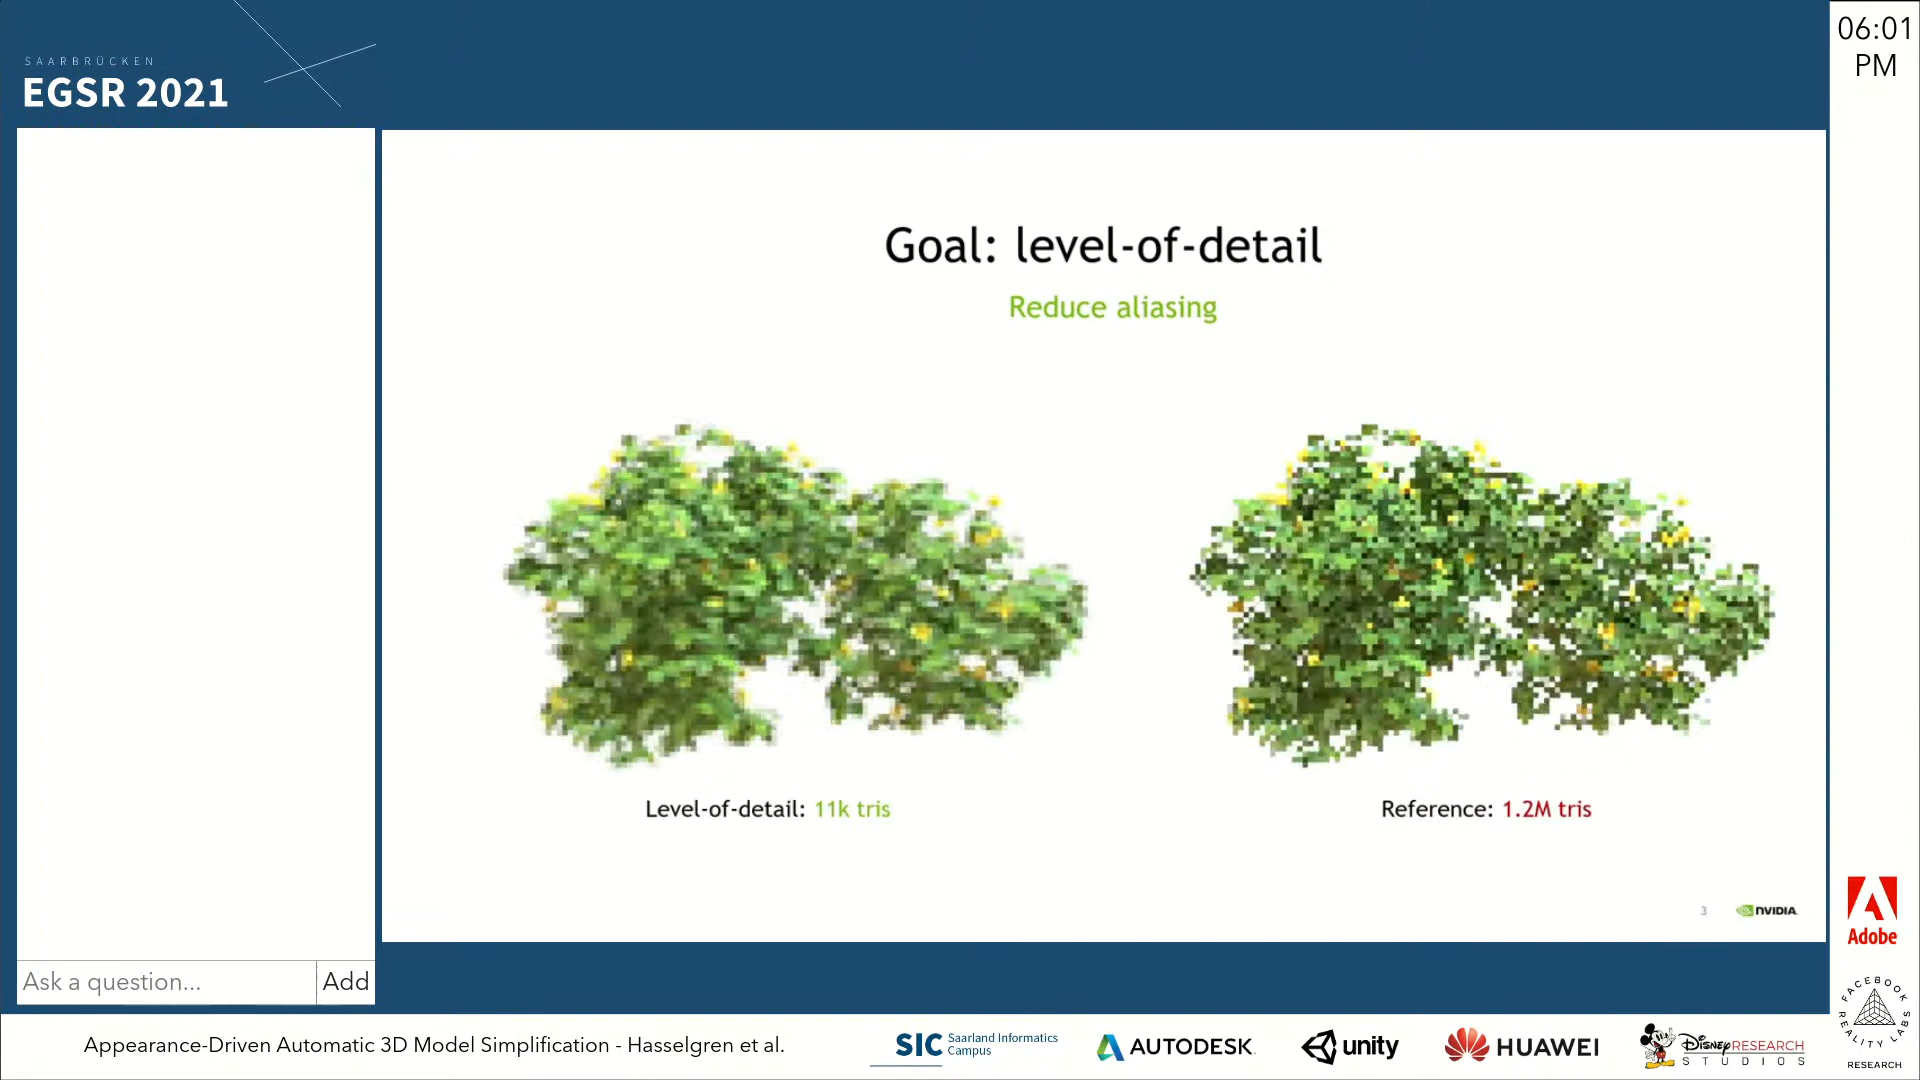 SAARBRÜCKEN
EGSR 2021
06:01
PM
Goal: level-of-detail
Reduce aliasing
Level-of-detail: 11k tris
Reference: 1.2M tris
3
NVIDIA.
Adobe
Ask a question...
Add
FACEBOOK REALITY LABS
RESEARCH
Appearance-Driven Automatic 3D Model Simplification - Hasselgren et al.
SIC Saarland Informatics
Campus
AUTODESK.
unity
HUAWEI
Disney RESEARCH
STUDIOS